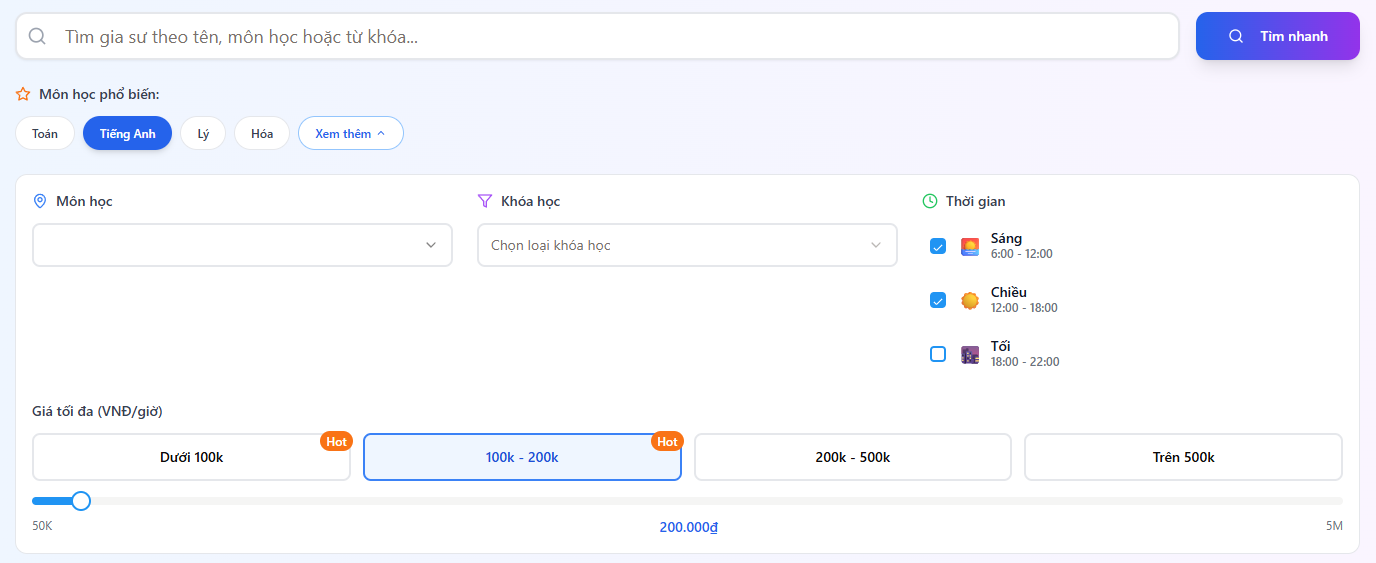 Tìm gia sư theo tên, môn học hoặc từ khóa...
Tìm nhanh
Môn học phổ biến:
Toán
Tiếng Anh
Lý
Hóa
Xem thêm
Môn học
Khóa học
Thời gian
Chọn loại khóa học
Sáng
6:00 - 12:00
Chiều
12:00 - 18:00
Tối
18:00 - 22:00
Giá tối đa (VNĐ/giờ)
Hot
Hot
Dưới 100k
100k - 200k
200k - 500k
Trên 500k
50K
200.000₫
5M